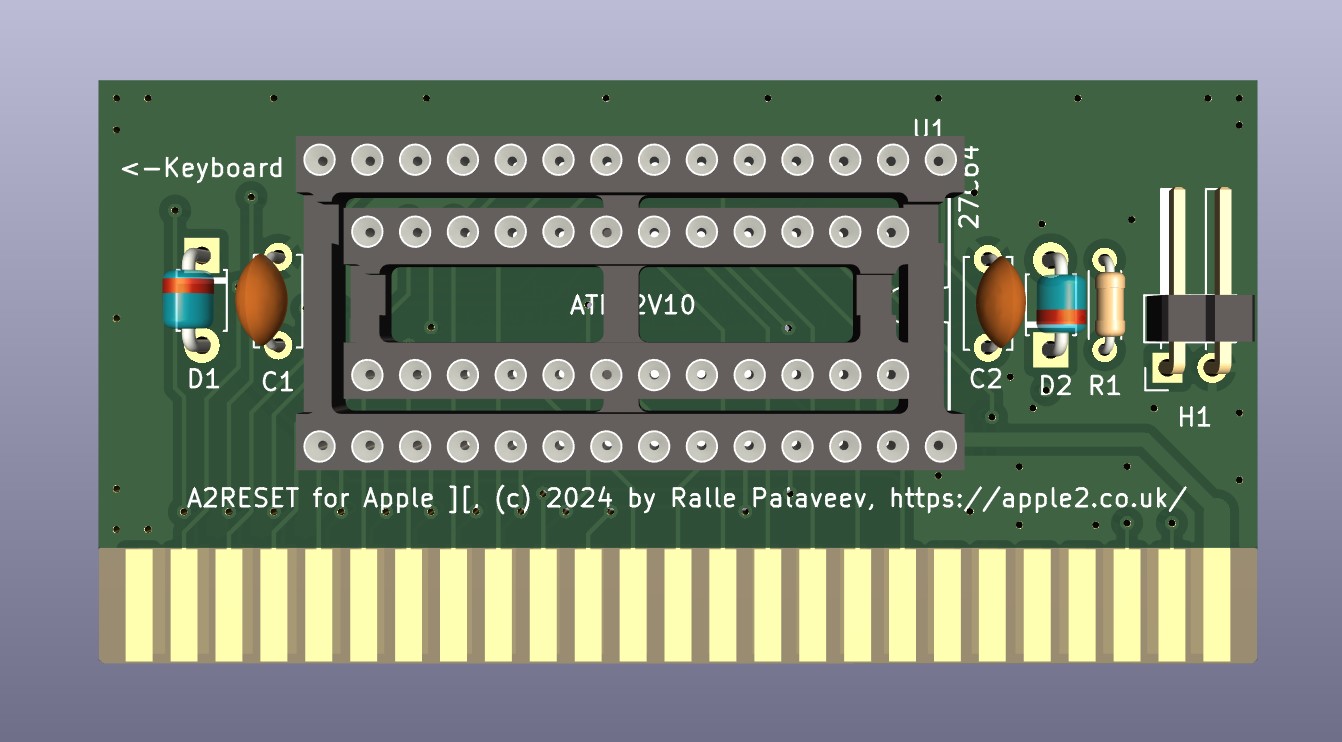 U1
<-Keyboard
27C64
D1
C1
C2
D2 R1
H1
A2RESET for Apple ][, (c) 2024 by Ralle Palaveev, https://apple2.co.uk/